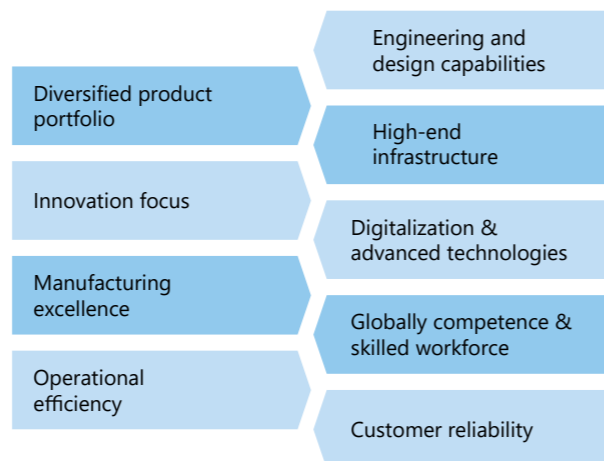 Engineering and
design capabilities
Diversified product
portfolio
High-end
infrastructure
Innovation focus
Digitalization &
advanced technologies
Manufacturing
excellence
Globally competence &
skilled workforce
Operational
efficiency
Customer reliability